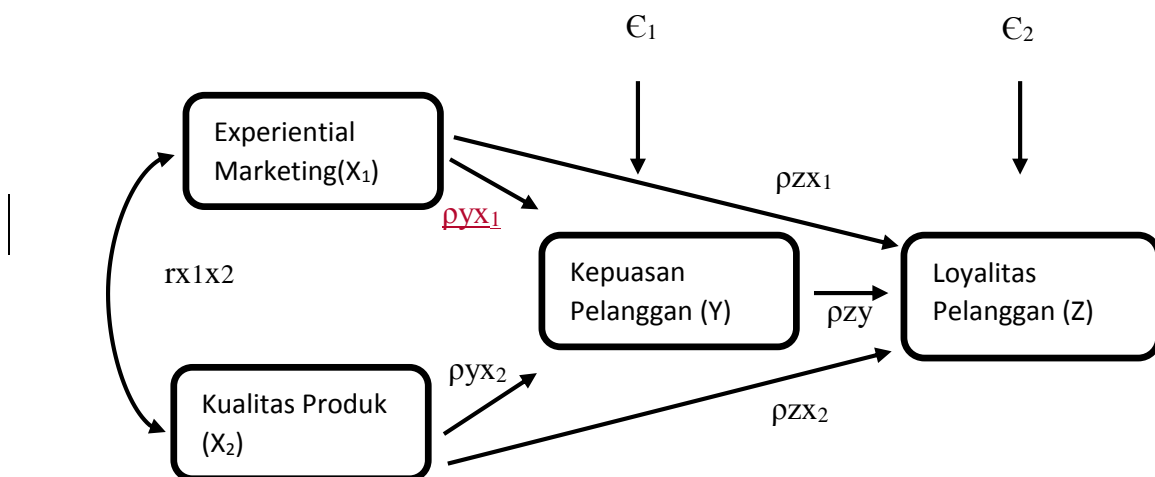 Є₁
Є₂
Experiential
Marketing(X₁)
ρzx₁
ρyx₁
rx1x2
Kepuasan
Pelanggan (Y)
Loyalitas
Pelanggan (Z)
ρzy
ρyx₂
Kualitas Produk
(X₂)
ρzx₂